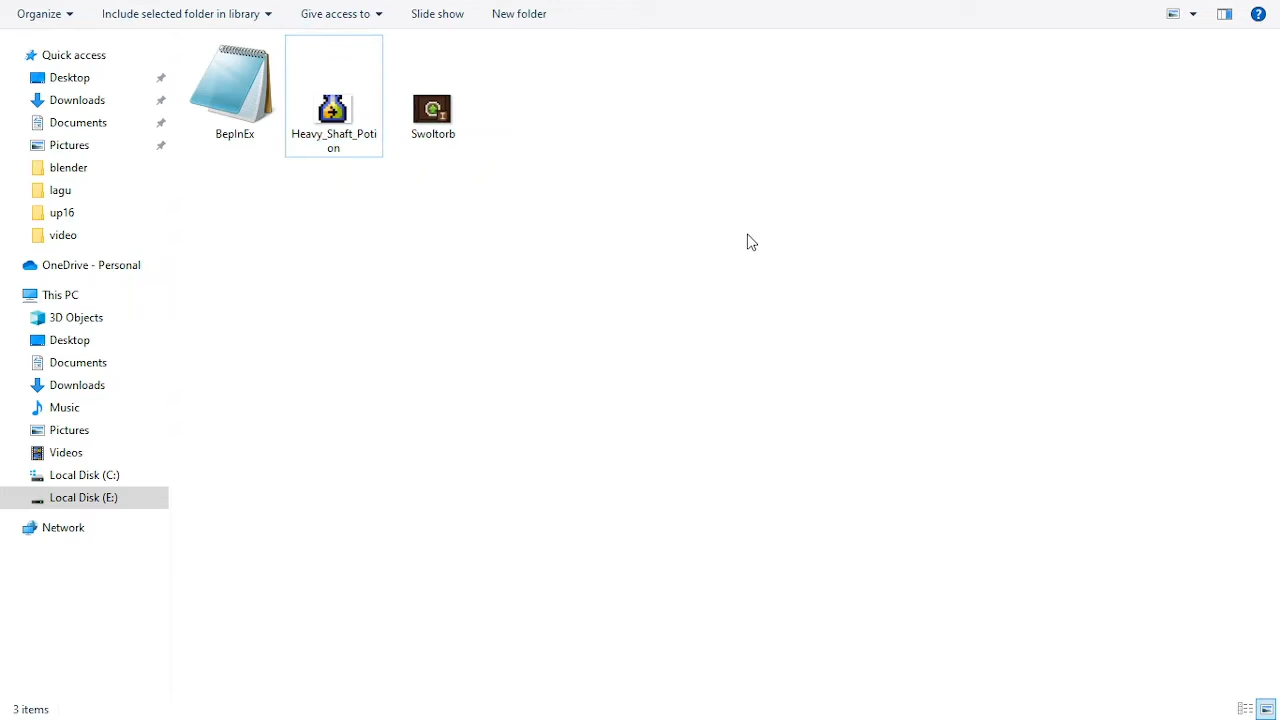 Organize
Include selected folder in library
Give access to
Slide show
New folder
Quick access
Desktop
Downloads
Documents
Pictures
blender
lagu
up16
video
OneDrive - Personal
This PC
3D Objects
Desktop
Documents
Downloads
Music
Pictures
Videos
Local Disk (C:)
Local Disk (E:)
Network
BepInEx
Heavy_Shaft_Poti
on
Swoltorb
3 items